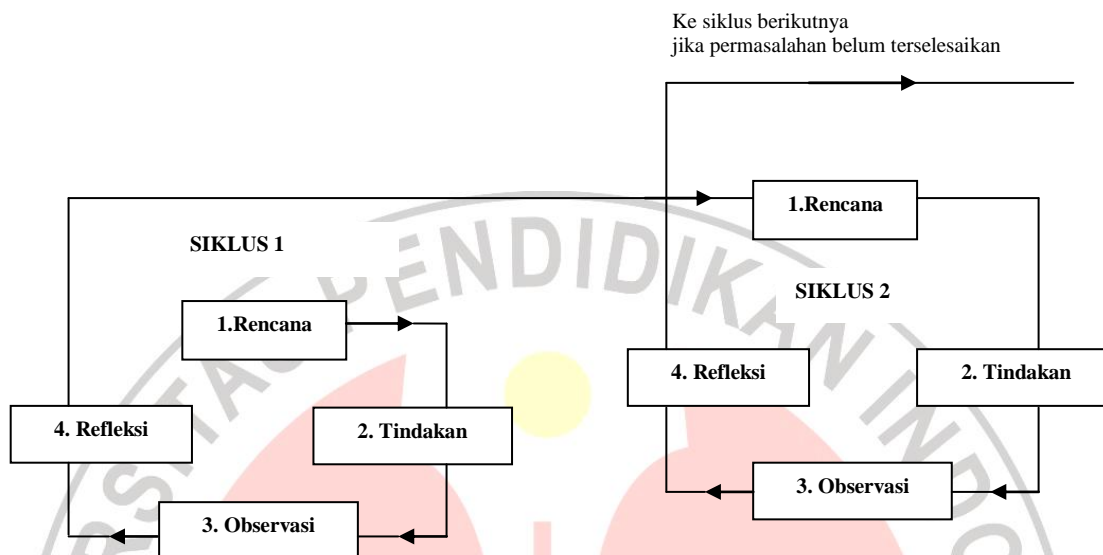 Ke siklus berikutnya
jika permasalahan belum terselesaikan
1.Rencana
SIKLUS 1
SIKLUS 2
1.Rencana
4. Refleksi
2. Tindakan
4. Refleksi
2. Tindakan
3. Observasi
3. Observasi
PENDIDIKAN